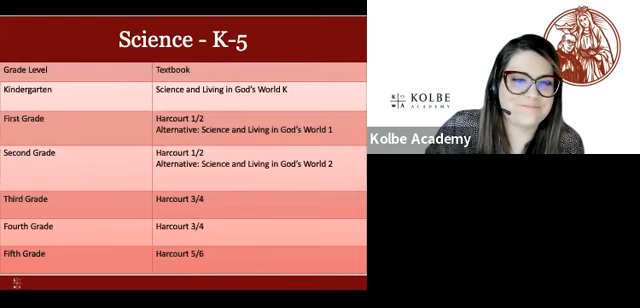 Science - K-5
Grade Level Textbook
Kindergarten Science and Living in God's World K
First Grade Harcourt 1/2
Alternative: Science and Living in God's World 1
Second Grade Harcourt 1/2
Alternative: Science and Living in God's World 2
Third Grade Harcourt 3/4
Fourth Grade Harcourt 3/4
Fifth Grade Harcourt 5/6
K A
KOLBE
ACADEMY
Kolbe Academy